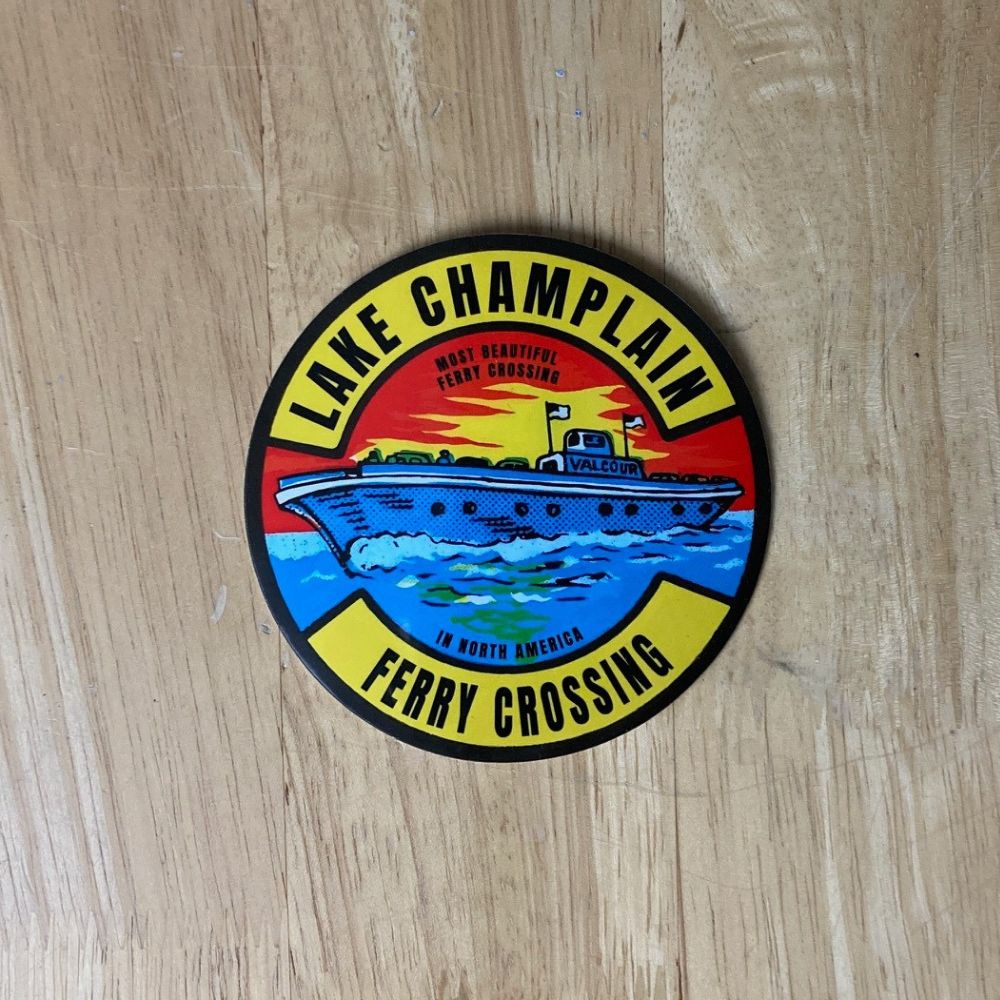 LAKE CHAMPLAIN
MOST BEAUTIFUL
FERRY CROSSING
VALCOUR
IN NORTH AMERICA
FERRY CROSSING